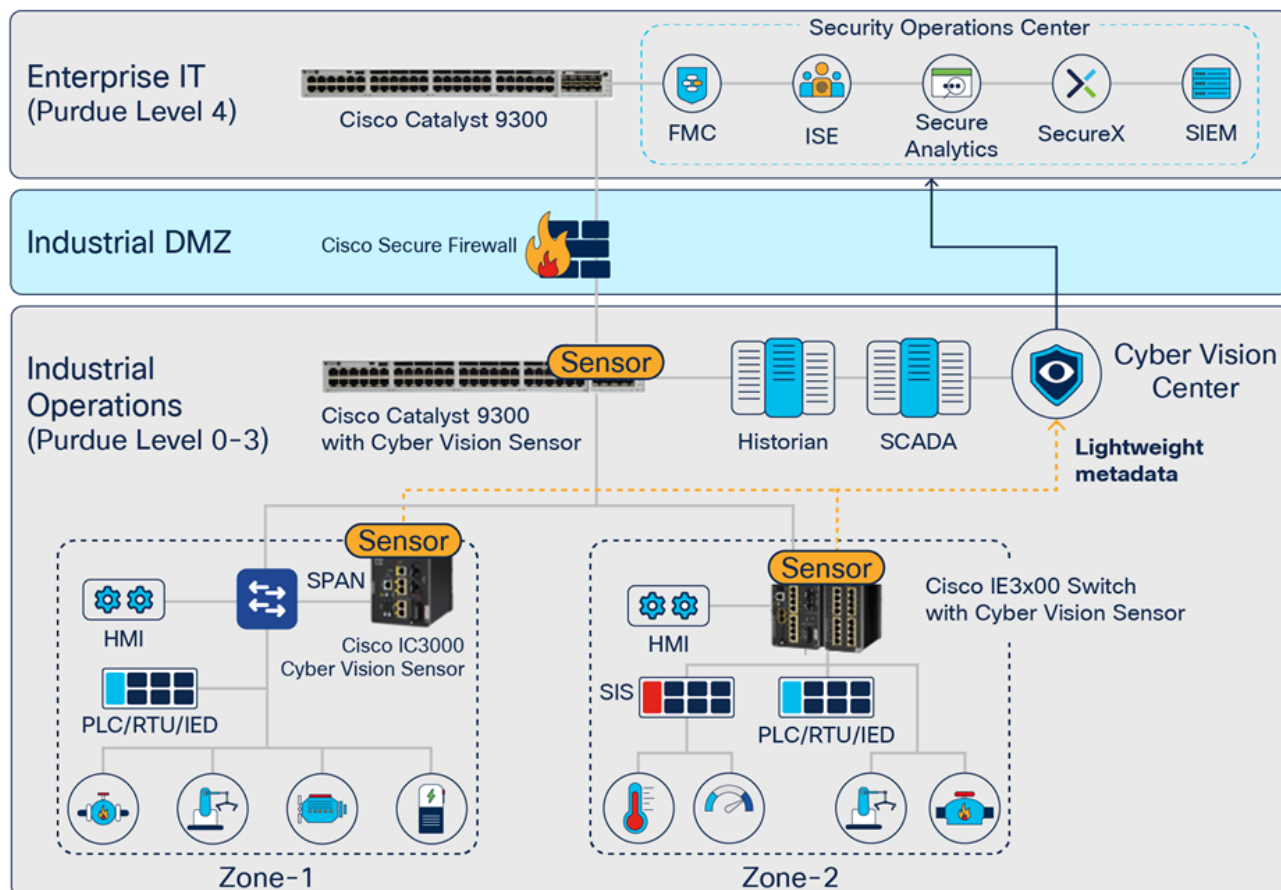 Security Operations Center
Enterprise IT
(Purdue Level 4)
Cisco Catalyst 9300
FMC
ISE
Secure
Analytics
SecureX
SIEM
Industrial DMZ
Cisco Secure Firewall
Industrial
Operations
(Purdue Level 0-3)
Sensor
Cisco Catalyst 9300
with Cyber Vision Sensor
Historian
SCADA
Cyber Vision
Center
Lightweight
metadata
Sensor
SPAN
HMI
Cisco IC3000
Cyber Vision Sensor
PLC/RTU/IED
Zone-1
Sensor
Cisco IE3x00 Switch
with Cyber Vision Sensor
HMI
SIS
PLC/RTU/IED
Zone-2